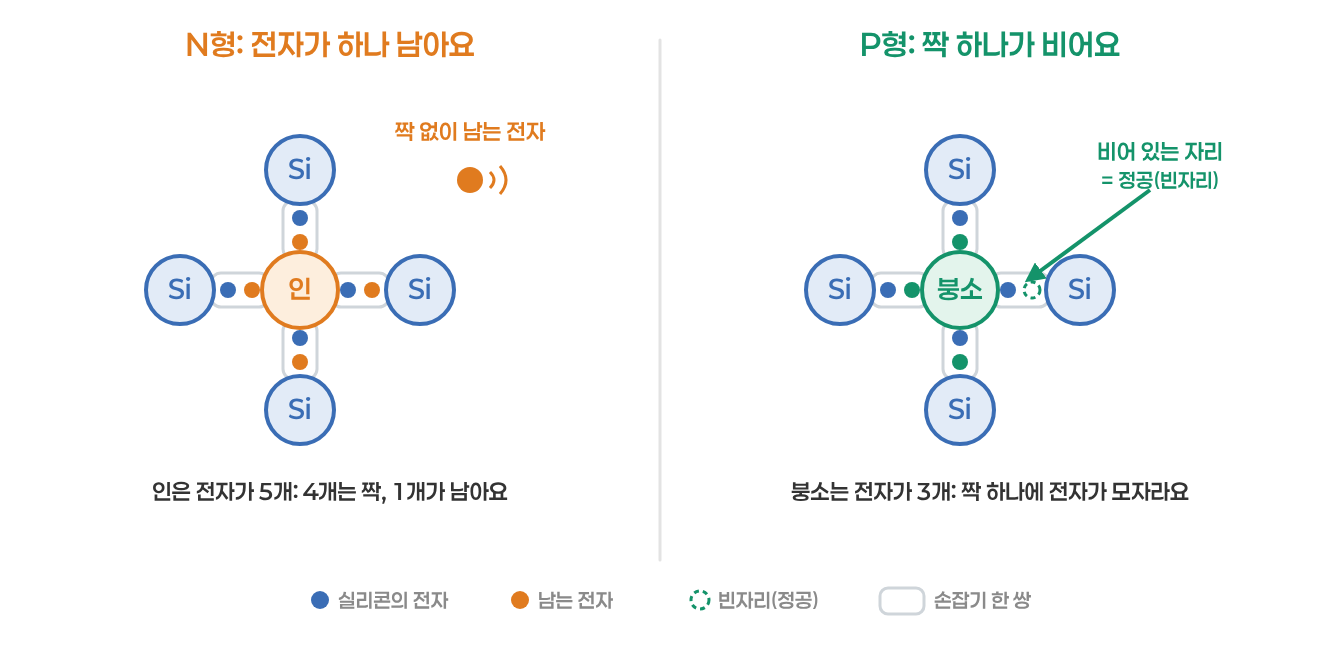 N형: 전자가 하나 남아요
짝 없이 남는 전자
Si
Si
인
Si
Si
인은 전자가 5개: 4개는 짝, 1개가 남아요
P형: 짝 하나가 비어요
비어 있는 자리
= 정공(빈자리)
Si
Si
붕소
Si
Si
붕소는 전자가 3개: 짝 하나에 전자가 모자라요
실리콘의 전자
남는 전자
빈자리(정공)
손잡기 한 쌍